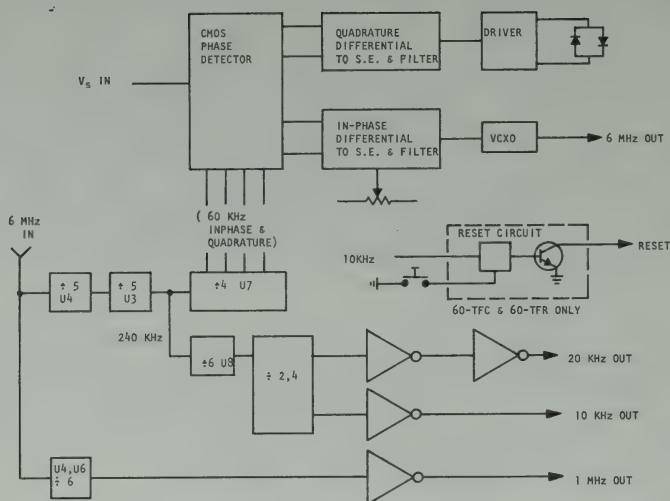 CMOS
PHASE
DETECTOR
QUADRATURE
DIFFERENTIAL
TO S.E. & FILTER
DRIVER
Vs IN
IN-PHASE
DIFFERENTIAL
TO S.E. & FILTER
VCXO
6 MHz OUT
6 MHz
IN
( 60 KHz
INPHASE &
QUADRATURE)
RESET CIRCUIT
RESET
10KHz
÷ 5
U4
÷ 5
U3
÷4 U7
60-TFC & 60-TFR ONLY
240 KHz
÷6 U8
÷ 2,4
20 KHz OUT
10 KHz OUT
U4,U6
÷ 6
1 MHz OUT